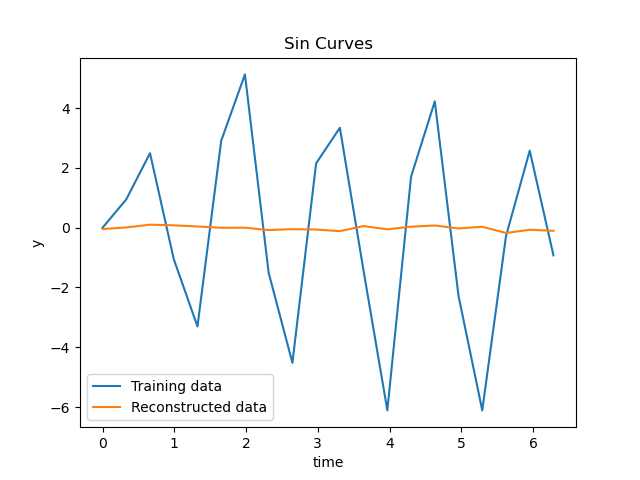 Sin Curves
y
4
2
0
−2
−4
−6
Training data
Reconstructed data
0 1 2 3 4 5 6
time